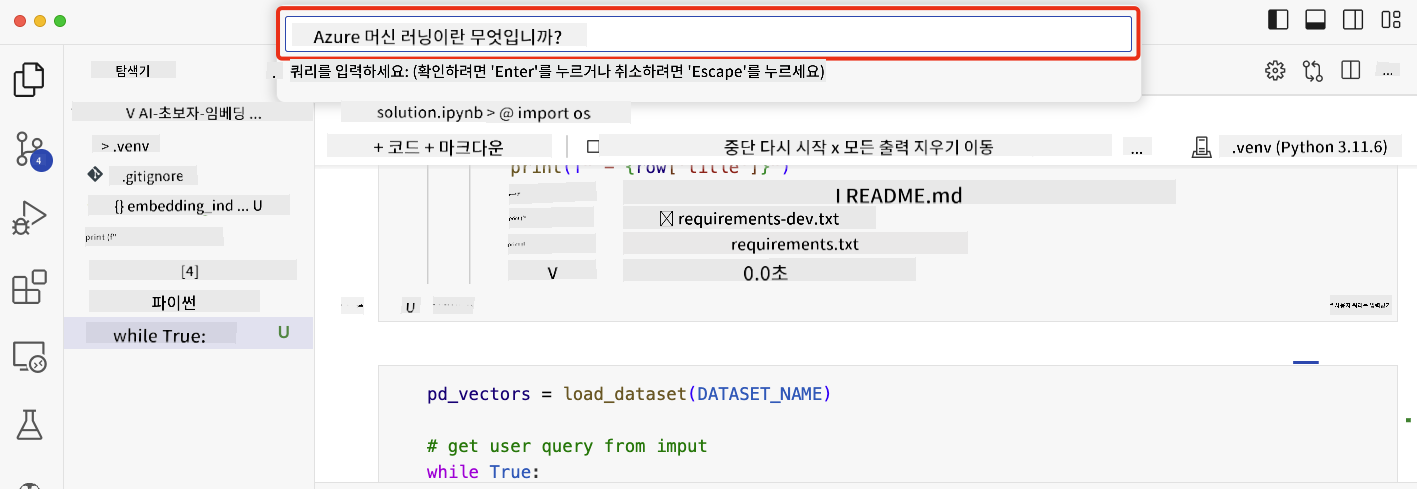 Azure 머신 러닝이란 무엇입니까?
쿼리를 입력하세요: (확인하려면 'Enter'를 누르거나 취소하려면 'Escape'를 누르세요)
탐색기
...
V AI-초보자-임베딩 ...
> .venv
4
.gitignore
{} embedding_ind ... U
print (f"
[4]
파이썬
while True:
U
solution.ipynb > @ import os
+ 코드 + 마크다운
중단 다시 시작 x 모든 출력 지우기 이동
...
.venv (Python 3.11.6)
print(f" - {row['title']}")
I README.md
requirements-dev.txt
requirements.txt
V
0.0초
U
pd_vectors = load_dataset(DATASET_NAME)
# get user query from imput
while True: